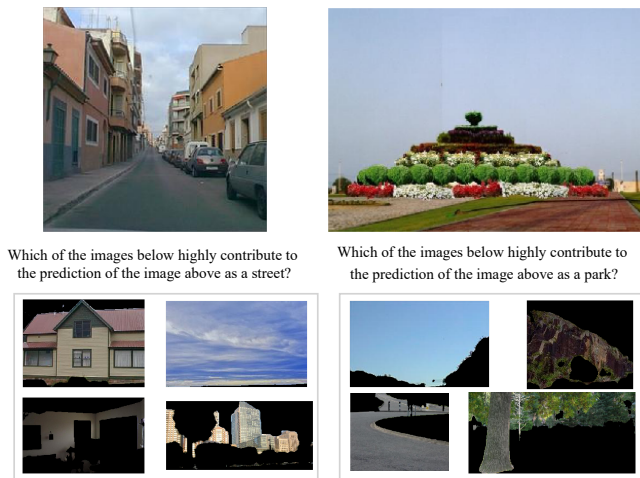 Which of the images below highly contribute to
the prediction of the image above as a street?
Which of the images below highly contribute to
the prediction of the image above as a park?